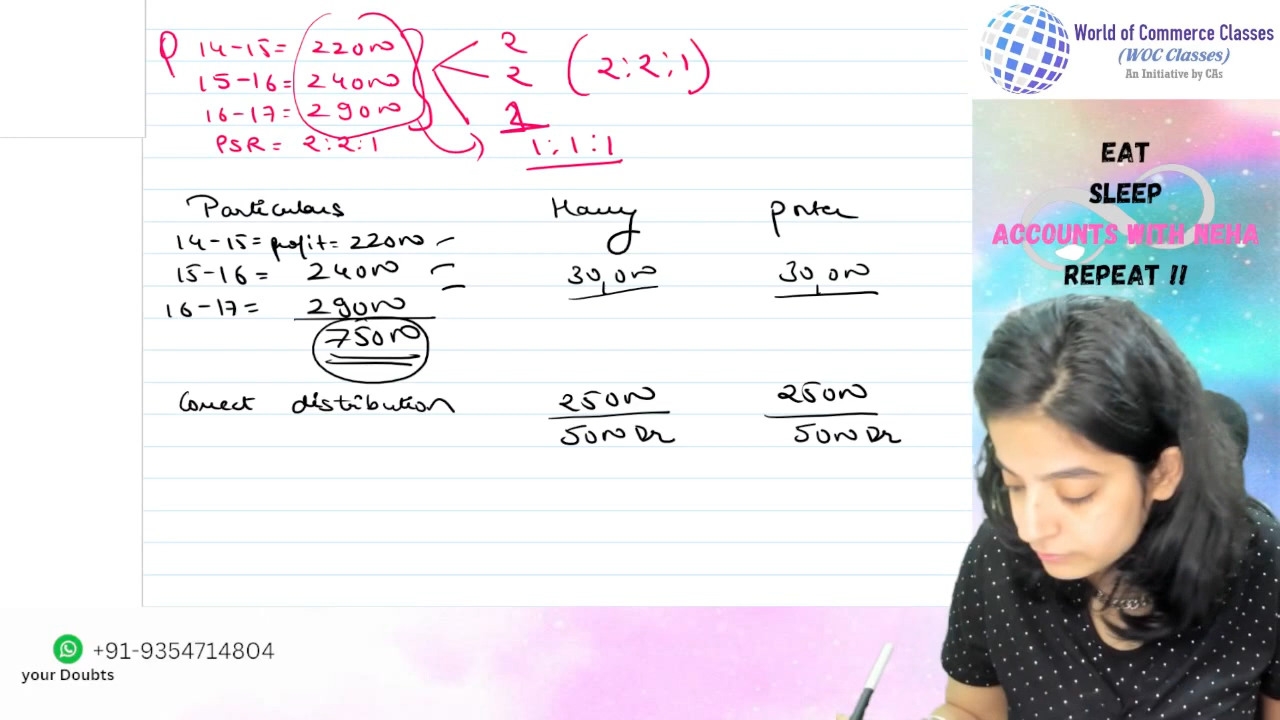 Q 14-15 = 22000 2
15-16 = 24000 2 (2:2:1)
16-17 = 29000 1
PSR = 2:2:1 1:1:1
Particulars Harry Porter
14-15 = profit = 22000
15-16 = 24000 30,000 30,000
16-17 = 29000
75000
Correct distribution 25000 25000
5000 Dr 5000 Dr
World of Commerce Classes
(WOC Classes)
An Initiative by CAs
EAT
SLEEP
ACCOUNTS WITH NEHA
REPEAT !!
+91-9354714804
your Doubts